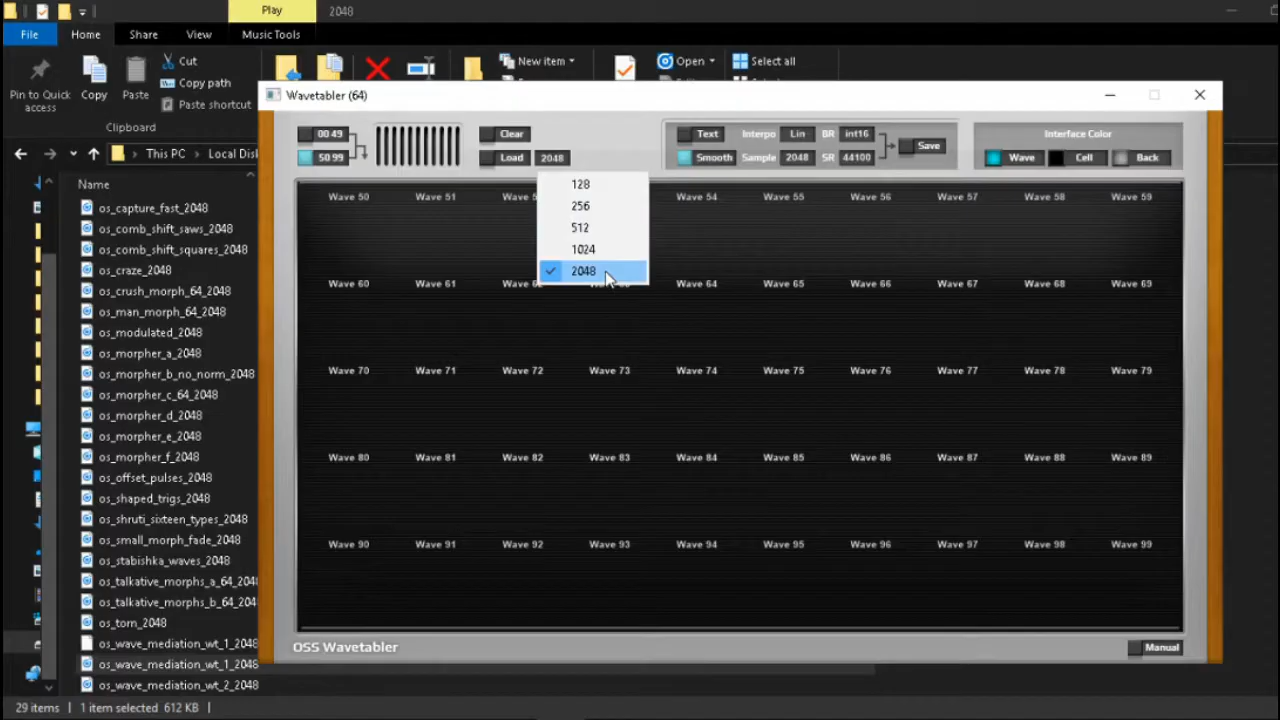 Play
2048
File
Home
Share
View
Music Tools
Pin to Quick access
Copy
Paste
Cut
Copy path
Paste shortcut
Clipboard
New item
Open
Select all
This PC
Local Disk
Name
os_capture_fast_2048
os_comb_shift_saws_2048
os_comb_shift_squares_2048
os_craze_2048
os_crush_morph_64_2048
os_man_morph_64_2048
os_modulated_2048
os_morpher_a_2048
os_morpher_b_no_norm_2048
os_morpher_c_64_2048
os_morpher_d_2048
os_morpher_e_2048
os_morpher_f_2048
os_offset_pulses_2048
os_shaped_trigs_2048
os_shruti_sixteen_types_2048
os_small_morph_fade_2048
os_stabishka_waves_2048
os_talkative_morphs_a_64_2048
os_talkative_morphs_b_64_2048
os_torn_2048
os_wave_mediation_wt_1_2048
os_wave_mediation_wt_1_2048
os_wave_mediation_wt_2_2048
29 items
1 item selected 612 KB
Wavetabler (64)
00 49
50 99
Clear
Load 2048
Text Interpo Lin BR int16
Smooth Sample 2048 SR 44100
Save
Interface Color
Wave Cell Back
128
256
512
1024
2048
Wave 50 Wave 51 Wave 54 Wave 55 Wave 56 Wave 57 Wave 58 Wave 59
Wave 60 Wave 61 Wave 64 Wave 65 Wave 66 Wave 67 Wave 68 Wave 69
Wave 70 Wave 71 Wave 72 Wave 73 Wave 74 Wave 75 Wave 76 Wave 77 Wave 78 Wave 79
Wave 80 Wave 81 Wave 82 Wave 83 Wave 84 Wave 85 Wave 86 Wave 87 Wave 88 Wave 89
Wave 90 Wave 91 Wave 92 Wave 93 Wave 94 Wave 95 Wave 96 Wave 97 Wave 98 Wave 99
OSS Wavetabler
Manual